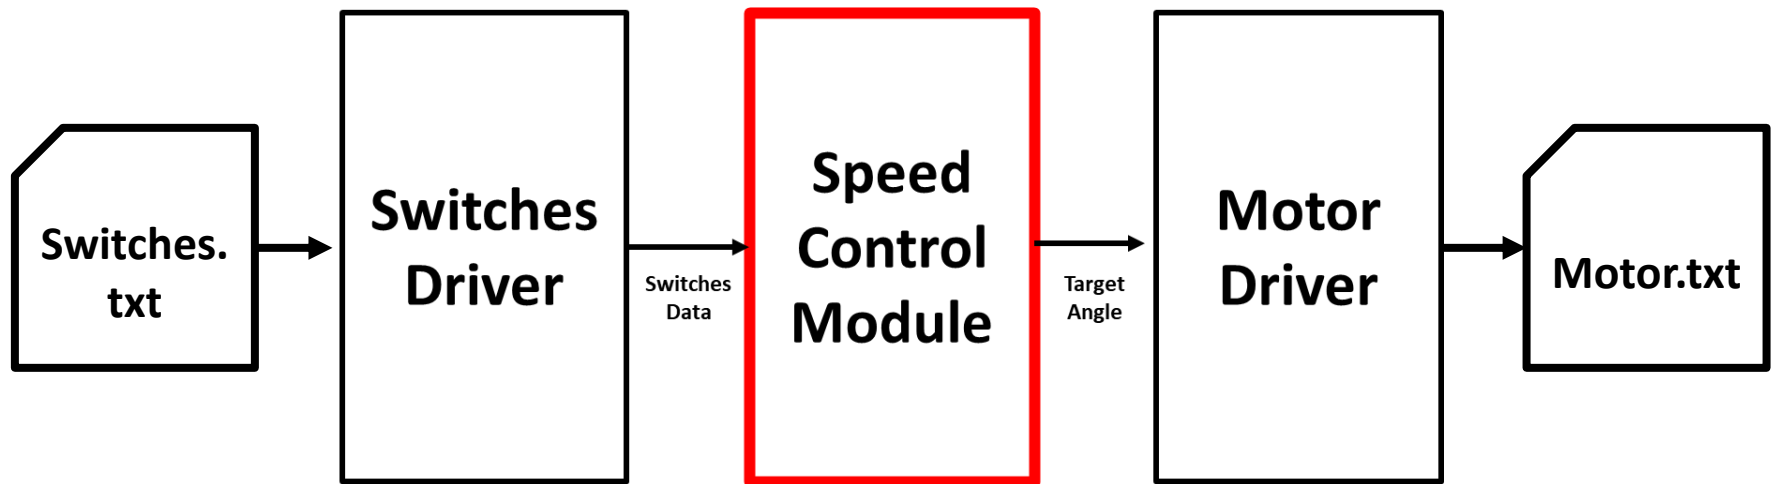 Switches.
txt
Switches
Driver
Switches
Data
Speed
Control
Module
Target
Angle
Motor
Driver
Motor.txt